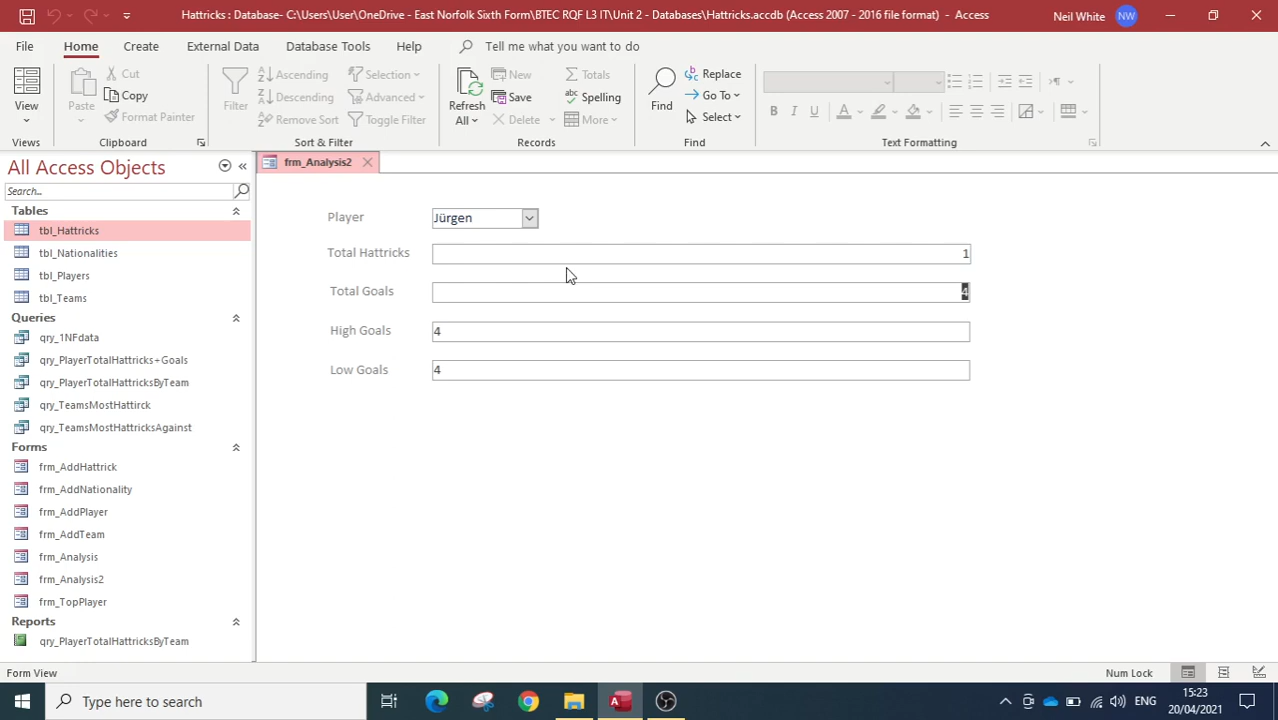 Hattricks : Database- C:\Users\User\OneDrive - East Norfolk Sixth Form\BTEC RQF L3 IT\Unit 2 - Databases\Hattricks.accdb (Access 2007 - 2016 file format) - Access
Neil White NW
File Home Create External Data Database Tools Help Tell me what you want to do
View
Views
Paste
Cut
Copy
Format Painter
Clipboard
Filter
Ascending
Descending
Remove Sort
Selection
Advanced
Toggle Filter
Sort & Filter
Refresh
All
New
Save
Delete
Totals
Spelling
More
Records
Find
Replace
Go To
Select
Find
B I U A
Text Formatting
All Access Objects
Search...
Tables
tbl_Hattricks
tbl_Nationalities
tbl_Players
tbl_Teams
Queries
qry_1NFdata
qry_PlayerTotalHattricks+Goals
qry_PlayerTotalHattricksByTeam
qry_TeamsMostHattirck
qry_TeamsMostHattricksAgainst
Forms
frm_AddHattrick
frm_AddNationality
frm_AddPlayer
frm_AddTeam
frm_Analysis
frm_Analysis2
frm_TopPlayer
Reports
qry_PlayerTotalHattricksByTeam
frm_Analysis2
Player Jürgen
Total Hattricks 1
Total Goals 4
High Goals 4
Low Goals 4
Form View
Num Lock
Type here to search
ENG
15:23
20/04/2021